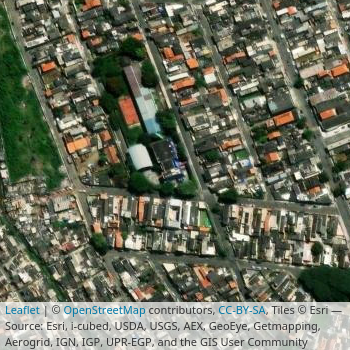 Leaflet | © OpenStreetMap contributors, CC-BY-SA, Tiles © Esri —
Source: Esri, i-cubed, USDA, USGS, AEX, GeoEye, Getmapping,
Aerogrid, IGN, IGP, UPR-EGP, and the GIS User Community